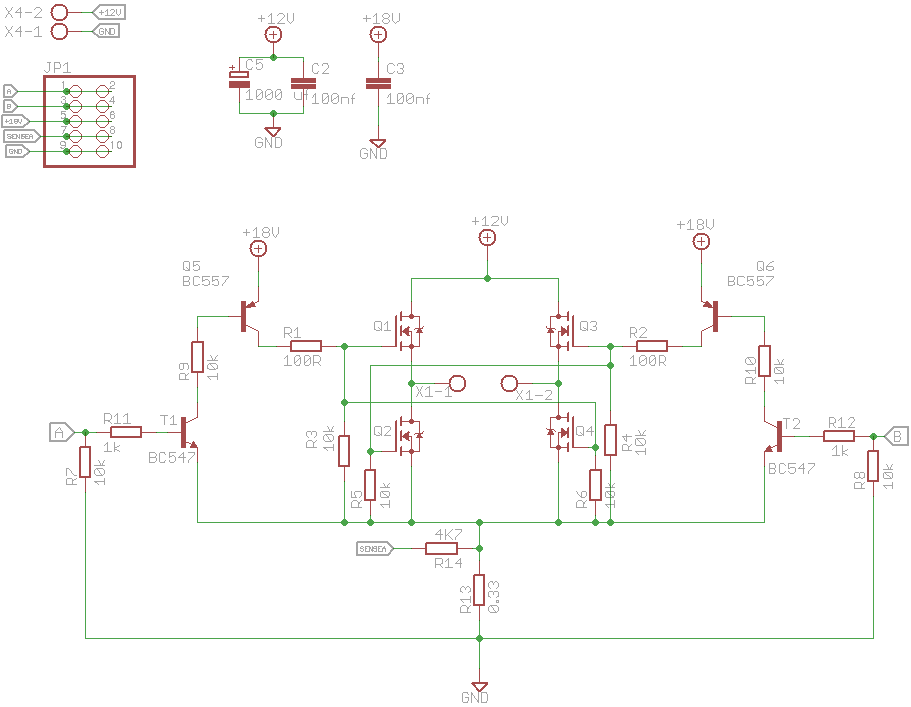 X4-2 +12V
X4-1 GND
+12V
+18V
C5
1000 u
C2
100nf
C3
100nf
GND
GND
JP1
A 1 2
B 3 4
+18V 5 6
SENSEA 7 8
GND 9 10
+12V
+18V
+18V
Q5
BC557
Q6
BC557
Q1
Q3
R1
100R
R2
100R
R9
10k
R10
10k
X1-1
X1-2
A
R11
1k
T1
BC547
R3
10k
Q2
Q4
R4
10k
T2
BC547
R12
1k
B
R7
10k
R5
10k
R6
10k
R8
10k
SENSEA
4K7
R14
R13
0.33
GND